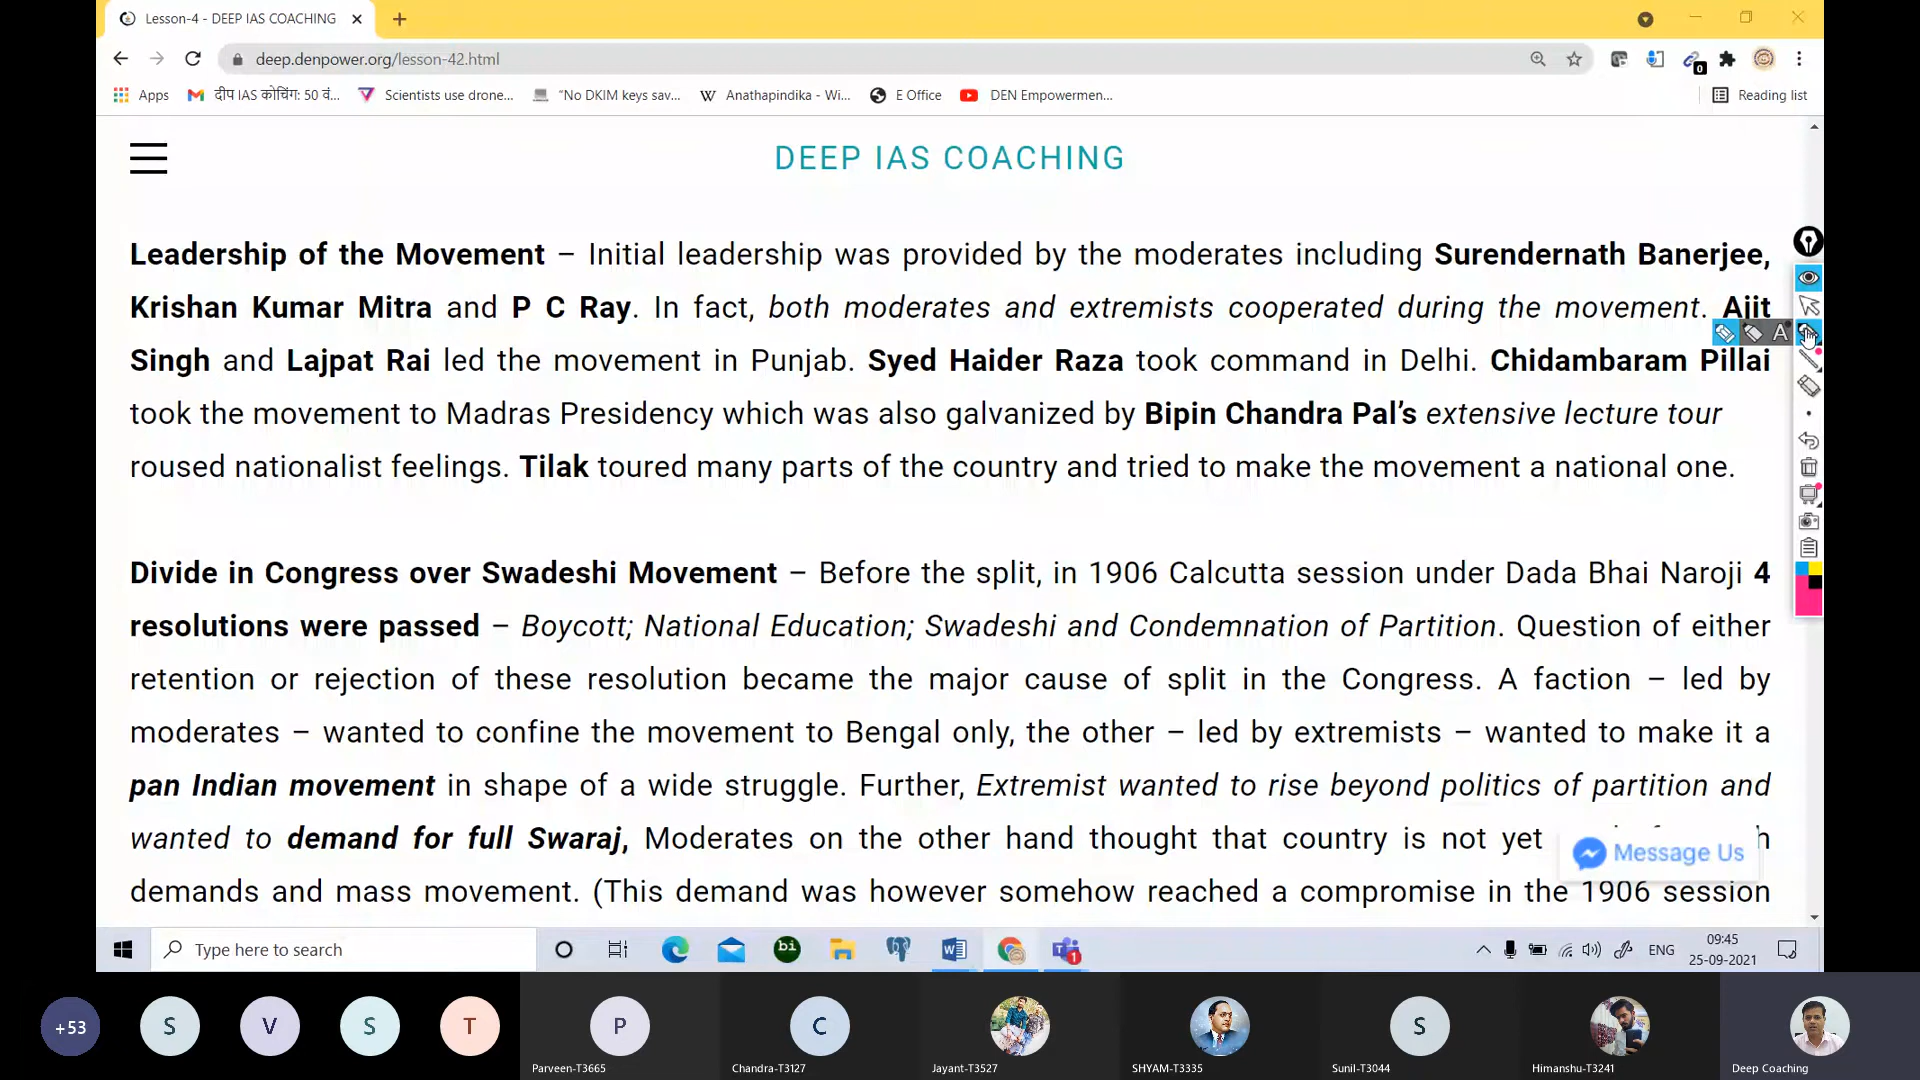 Lesson-4 - DEEP IAS COACHING
deep.denpower.org/lesson-42.html
Apps दीप IAS कोचिंग: 50 वं... Scientists use drone... "No DKIM keys sav... Anathapindika - Wi... E Office DEN Empowermen... Reading list
DEEP IAS COACHING
Leadership of the Movement – Initial leadership was provided by the moderates including Surendernath Banerjee,
Krishan Kumar Mitra and P C Ray. In fact, both moderates and extremists cooperated during the movement. Ajit
Singh and Lajpat Rai led the movement in Punjab. Syed Haider Raza took command in Delhi. Chidambaram Pillai
took the movement to Madras Presidency which was also galvanized by Bipin Chandra Pal's extensive lecture tour
roused nationalist feelings. Tilak toured many parts of the country and tried to make the movement a national one.
Divide in Congress over Swadeshi Movement – Before the split, in 1906 Calcutta session under Dada Bhai Naroji 4
resolutions were passed – Boycott; National Education; Swadeshi and Condemnation of Partition. Question of either
retention or rejection of these resolution became the major cause of split in the Congress. A faction – led by
moderates – wanted to confine the movement to Bengal only, the other – led by extremists – wanted to make it a
pan Indian movement in shape of a wide struggle. Further, Extremist wanted to rise beyond politics of partition and
wanted to demand for full Swaraj, Moderates on the other hand thought that country is not yet
Message Us
demands and mass movement. (This demand was however somehow reached a compromise in the 1906 session
Type here to search
bi
1
ENG
09:45
25-09-2021
+53 S V S T P C S
Parveen-T3665 Chandra-T3127 Jayant-T3527 SHYAM-T3335 Sunil-T3044 Himanshu-T3241 Deep Coaching